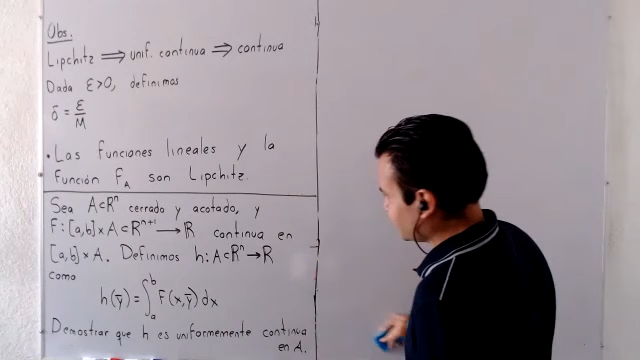 Obs.
Lipchitz ⟹ unif. continua ⟹ continua
Dada ε>0, definimos
δ = ε/M
• Las funciones lineales y la
función F_A son Lipchitz.
Sea A⊂ℝⁿ cerrado y acotado, y
F:[a,b]×A⊂ℝⁿ⁺¹⟶ℝ continua en
[a,b]×A. Definimos h:A⊂ℝⁿ→ℝ
como
h(ȳ)=∫_a^b F(x,ȳ)dx
Demostrar que h es uniformemente continua
en A.